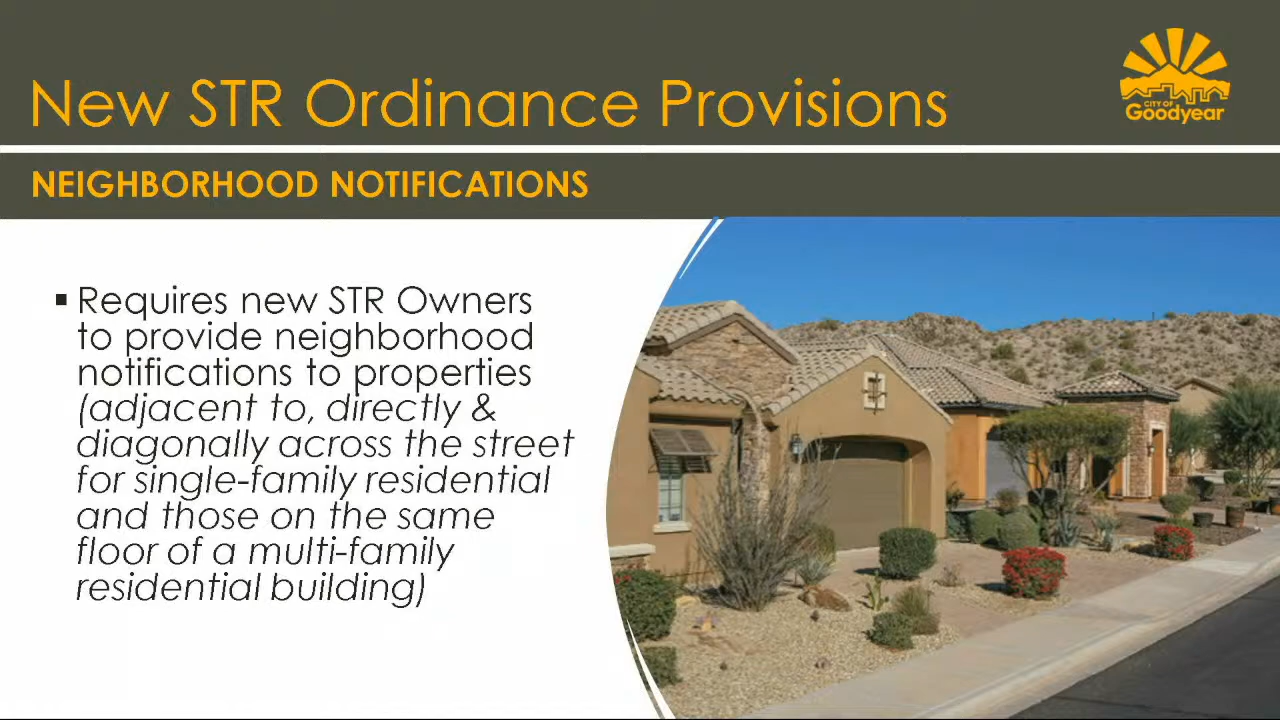 New STR Ordinance Provisions
CITY OF
Goodyear
NEIGHBORHOOD NOTIFICATIONS
▪ Requires new STR Owners
to provide neighborhood
notifications to properties
(adjacent to, directly &
diagonally across the street
for single-family residential
and those on the same
floor of a multi-family
residential building)